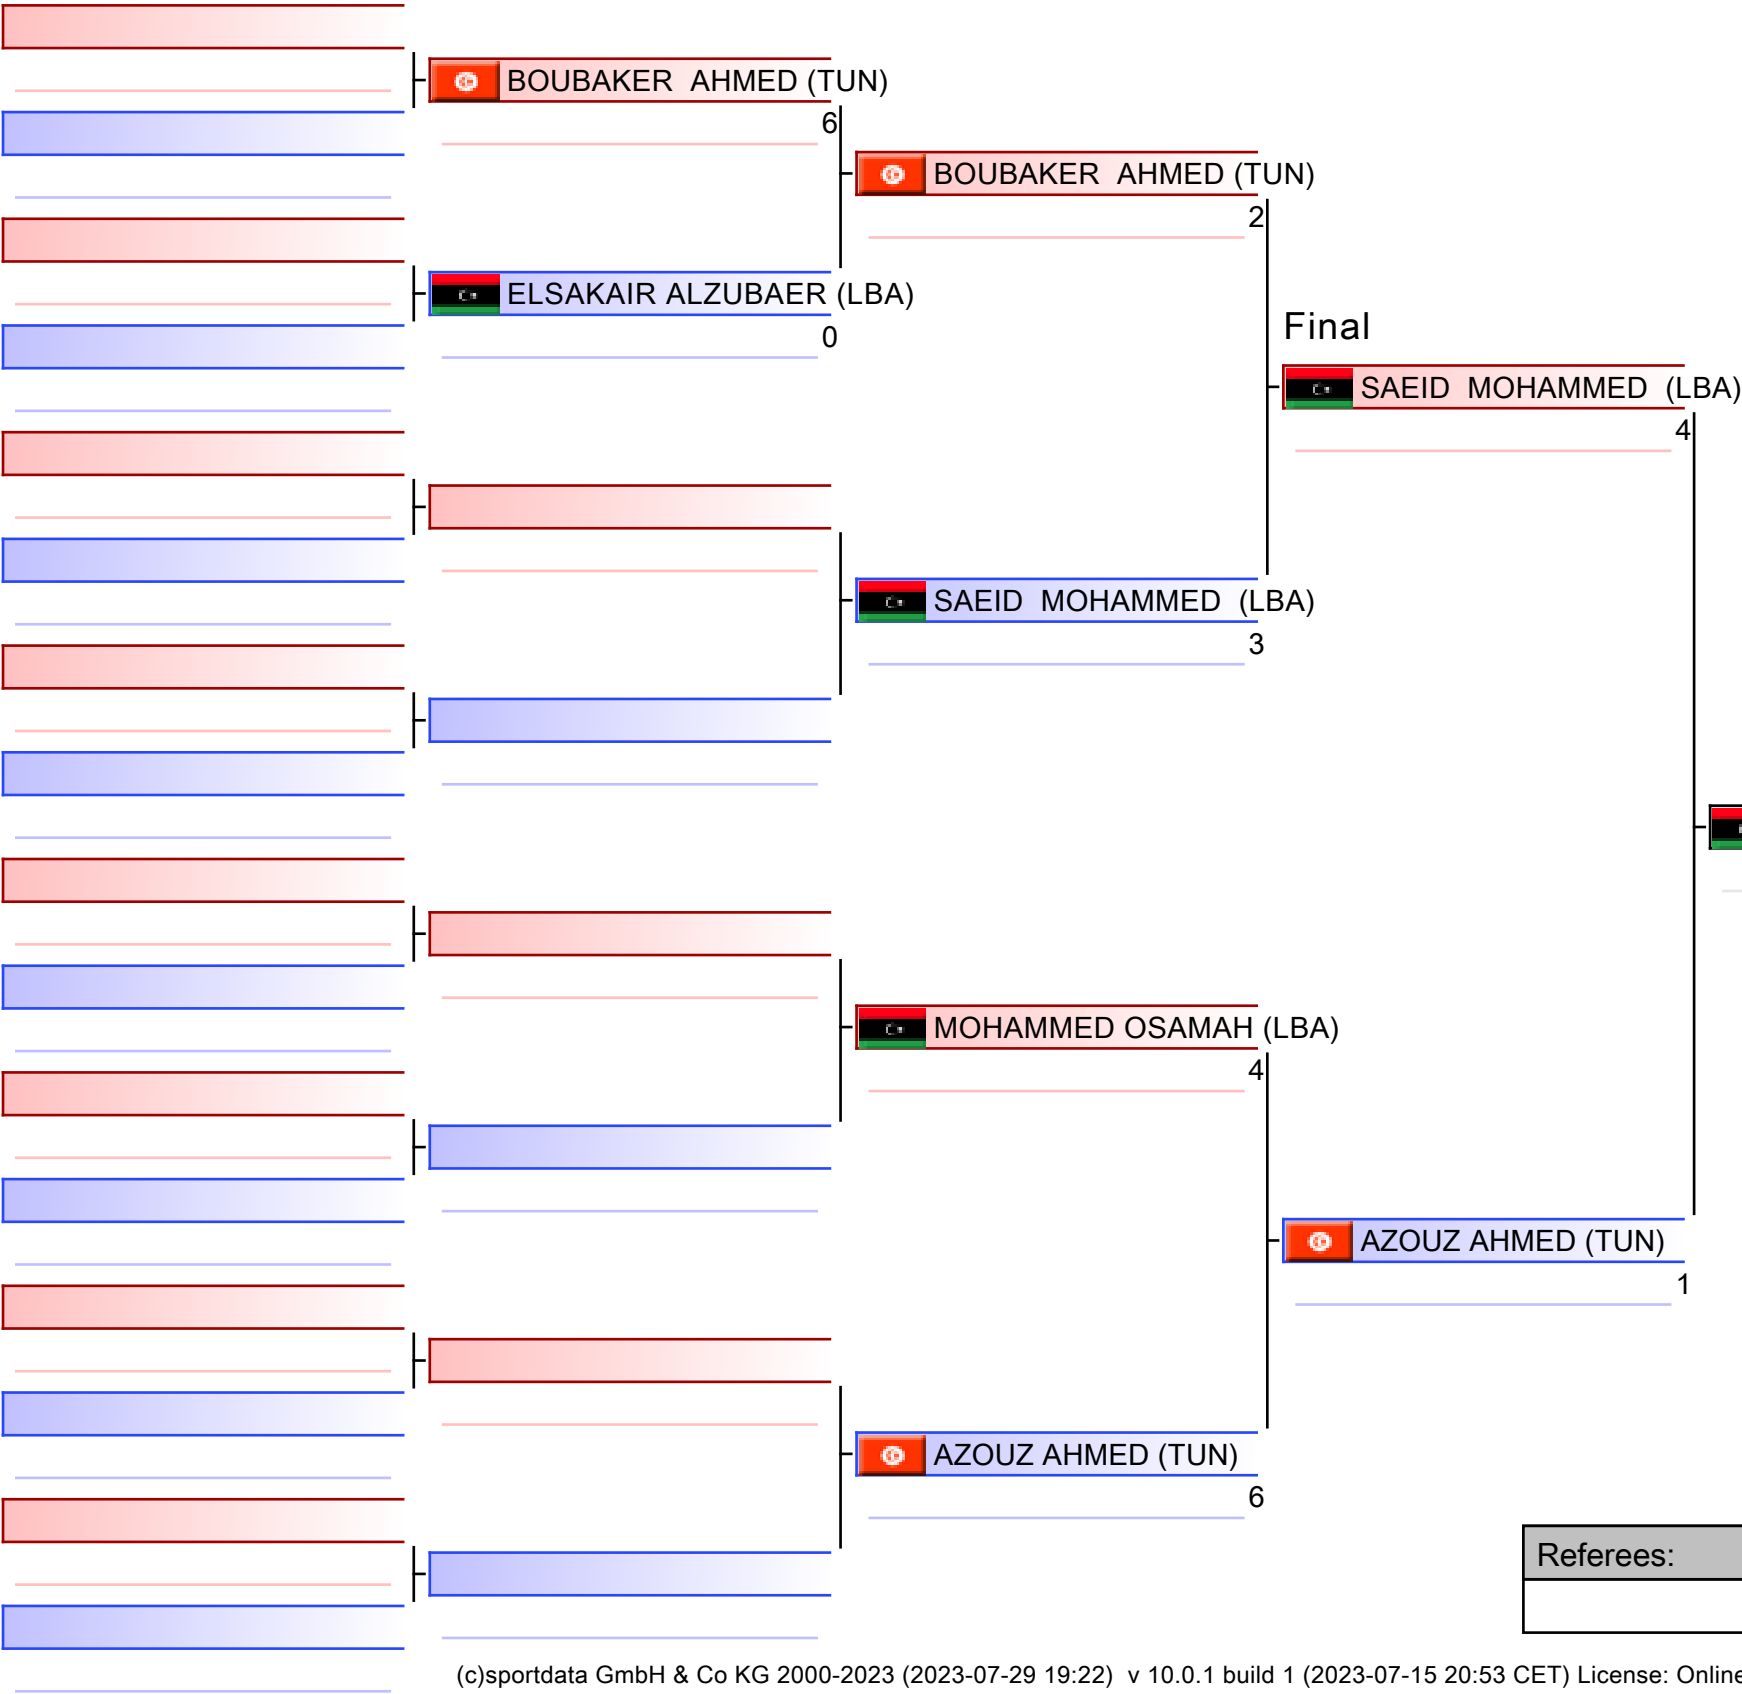 BOUBAKER  AHMED (TUN)
6
BOUBAKER  AHMED (TUN)
2
ELSAKAIR ALZUBAER (LBA)
0
Final
SAEID  MOHAMMED  (LBA)
4
SAEID  MOHAMMED  (LBA)
3
MOHAMMED OSAMAH (LBA)
4
AZOUZ AHMED (TUN)
1
AZOUZ AHMED (TUN)
6
Referees:
(c)sportdata GmbH & Co KG 2000-2023 (2023-07-29 19:22)  v 10.0.1 build 1 (2023-07-15 20:53 CET) License: Online